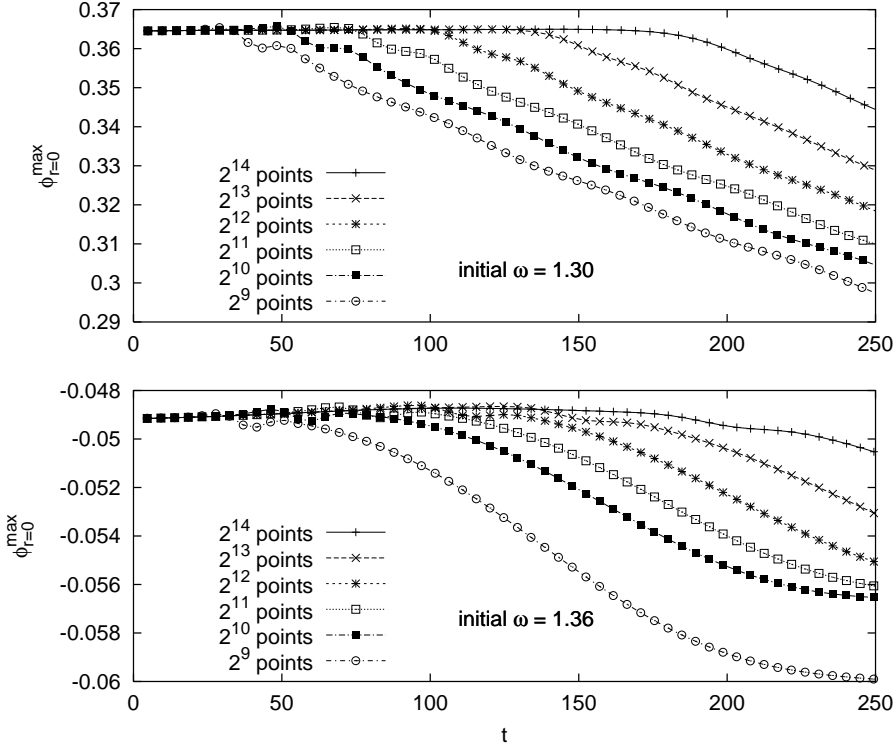 0.37
0.36
0.35
0.34
0.33
0.32
0.31
0.3
0.29
ϕ_{r=0}^{max}
2^14 points
2^13 points
2^12 points
2^11 points
2^10 points
2^9 points
initial ω = 1.30
0 50 100 150 200 250
-0.048
-0.05
-0.052
-0.054
-0.056
-0.058
-0.06
ϕ_{r=0}^{max}
2^14 points
2^13 points
2^12 points
2^11 points
2^10 points
2^9 points
initial ω = 1.36
0 50 100 150 200 250
t